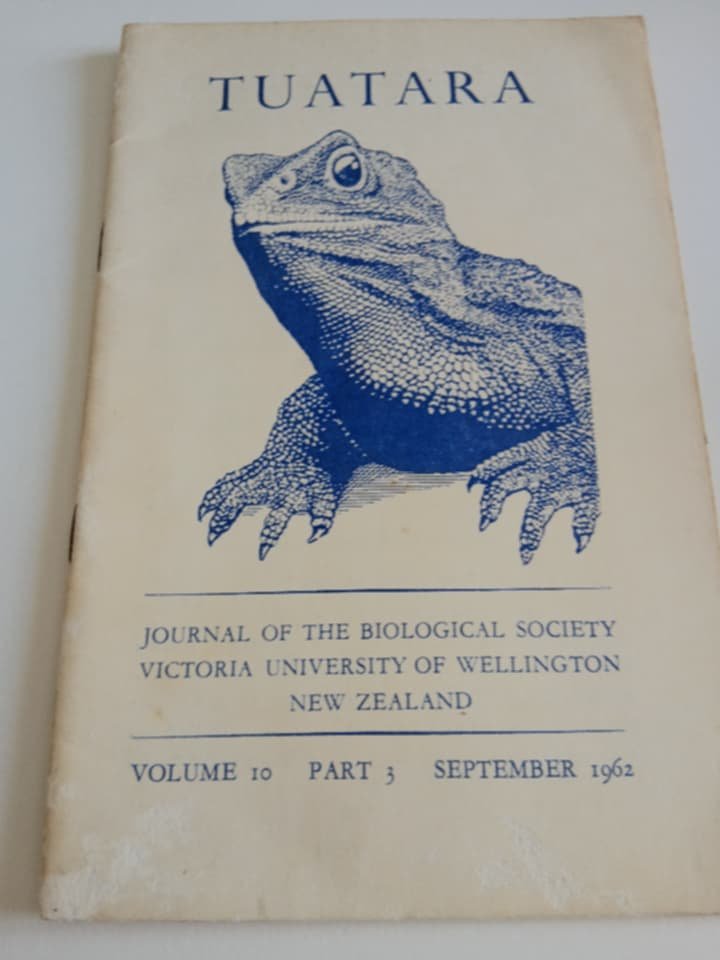 TUATARA
JOURNAL OF THE BIOLOGICAL SOCIETY
VICTORIA UNIVERSITY OF WELLINGTON
NEW ZEALAND
VOLUME 10 PART 3 SEPTEMBER 1962